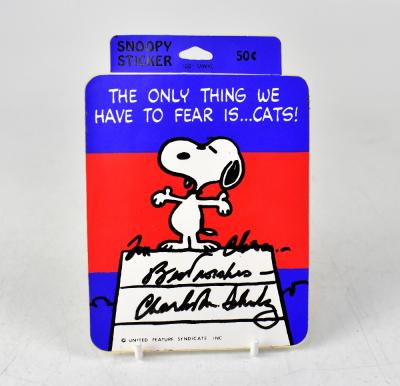 SNOOPY
STICKER
50¢
THE ONLY THING WE
HAVE TO FEAR IS...CATS!
Best wishes –
Charles M. Schulz
© UNITED FEATURE SYNDICATE INC